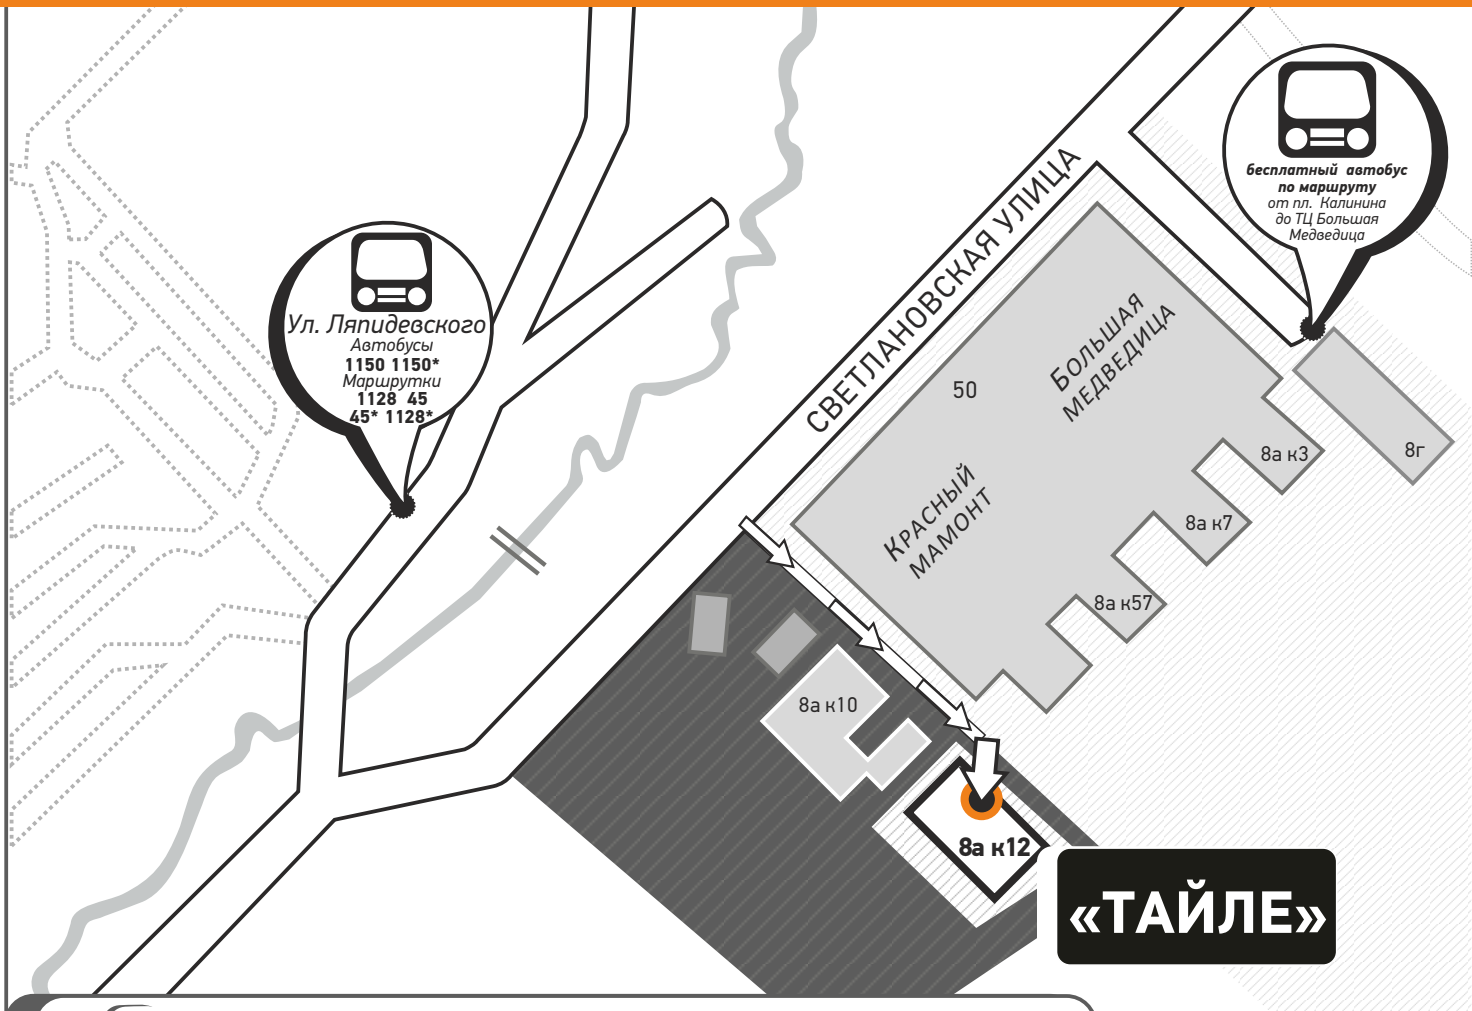 бесплатный автобус
по маршруту
от пл. Калинина
до ТЦ Большая
Медведица
Ул. Ляпидевского
Автобусы
1150 1150*
Маршрутки
1128 45
45* 1128*
СВЕТЛАНОВСКАЯ УЛИЦА
БОЛЬШАЯ
МЕДВЕДИЦА
50
КРАСНЫЙ
МАМОНТ
8г
8а к3
8а к7
8а к57
8а к10
8а к12
«ТАЙЛЕ»